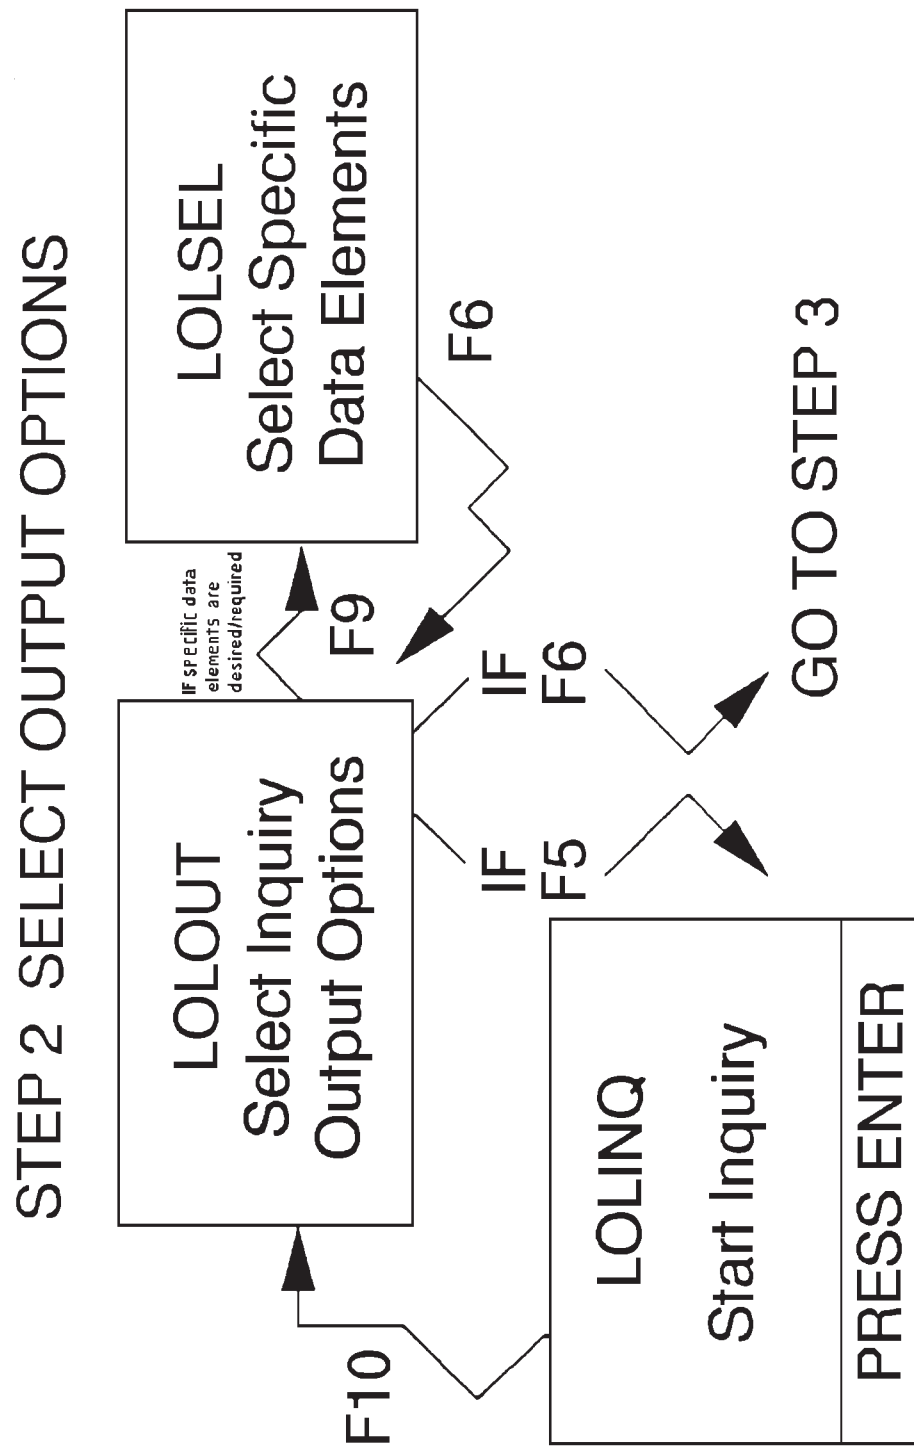 STEP 2 SELECT OUTPUT OPTIONS
LOLOUT
Select Inquiry
Output Options
IF SPECific data
elements are
desired/required
F9
LOLSEL
Select Specific
Data Elements
F6
F10
IF
F5
IF
F6
LOLINQ
Start Inquiry
PRESS ENTER
GO TO STEP 3